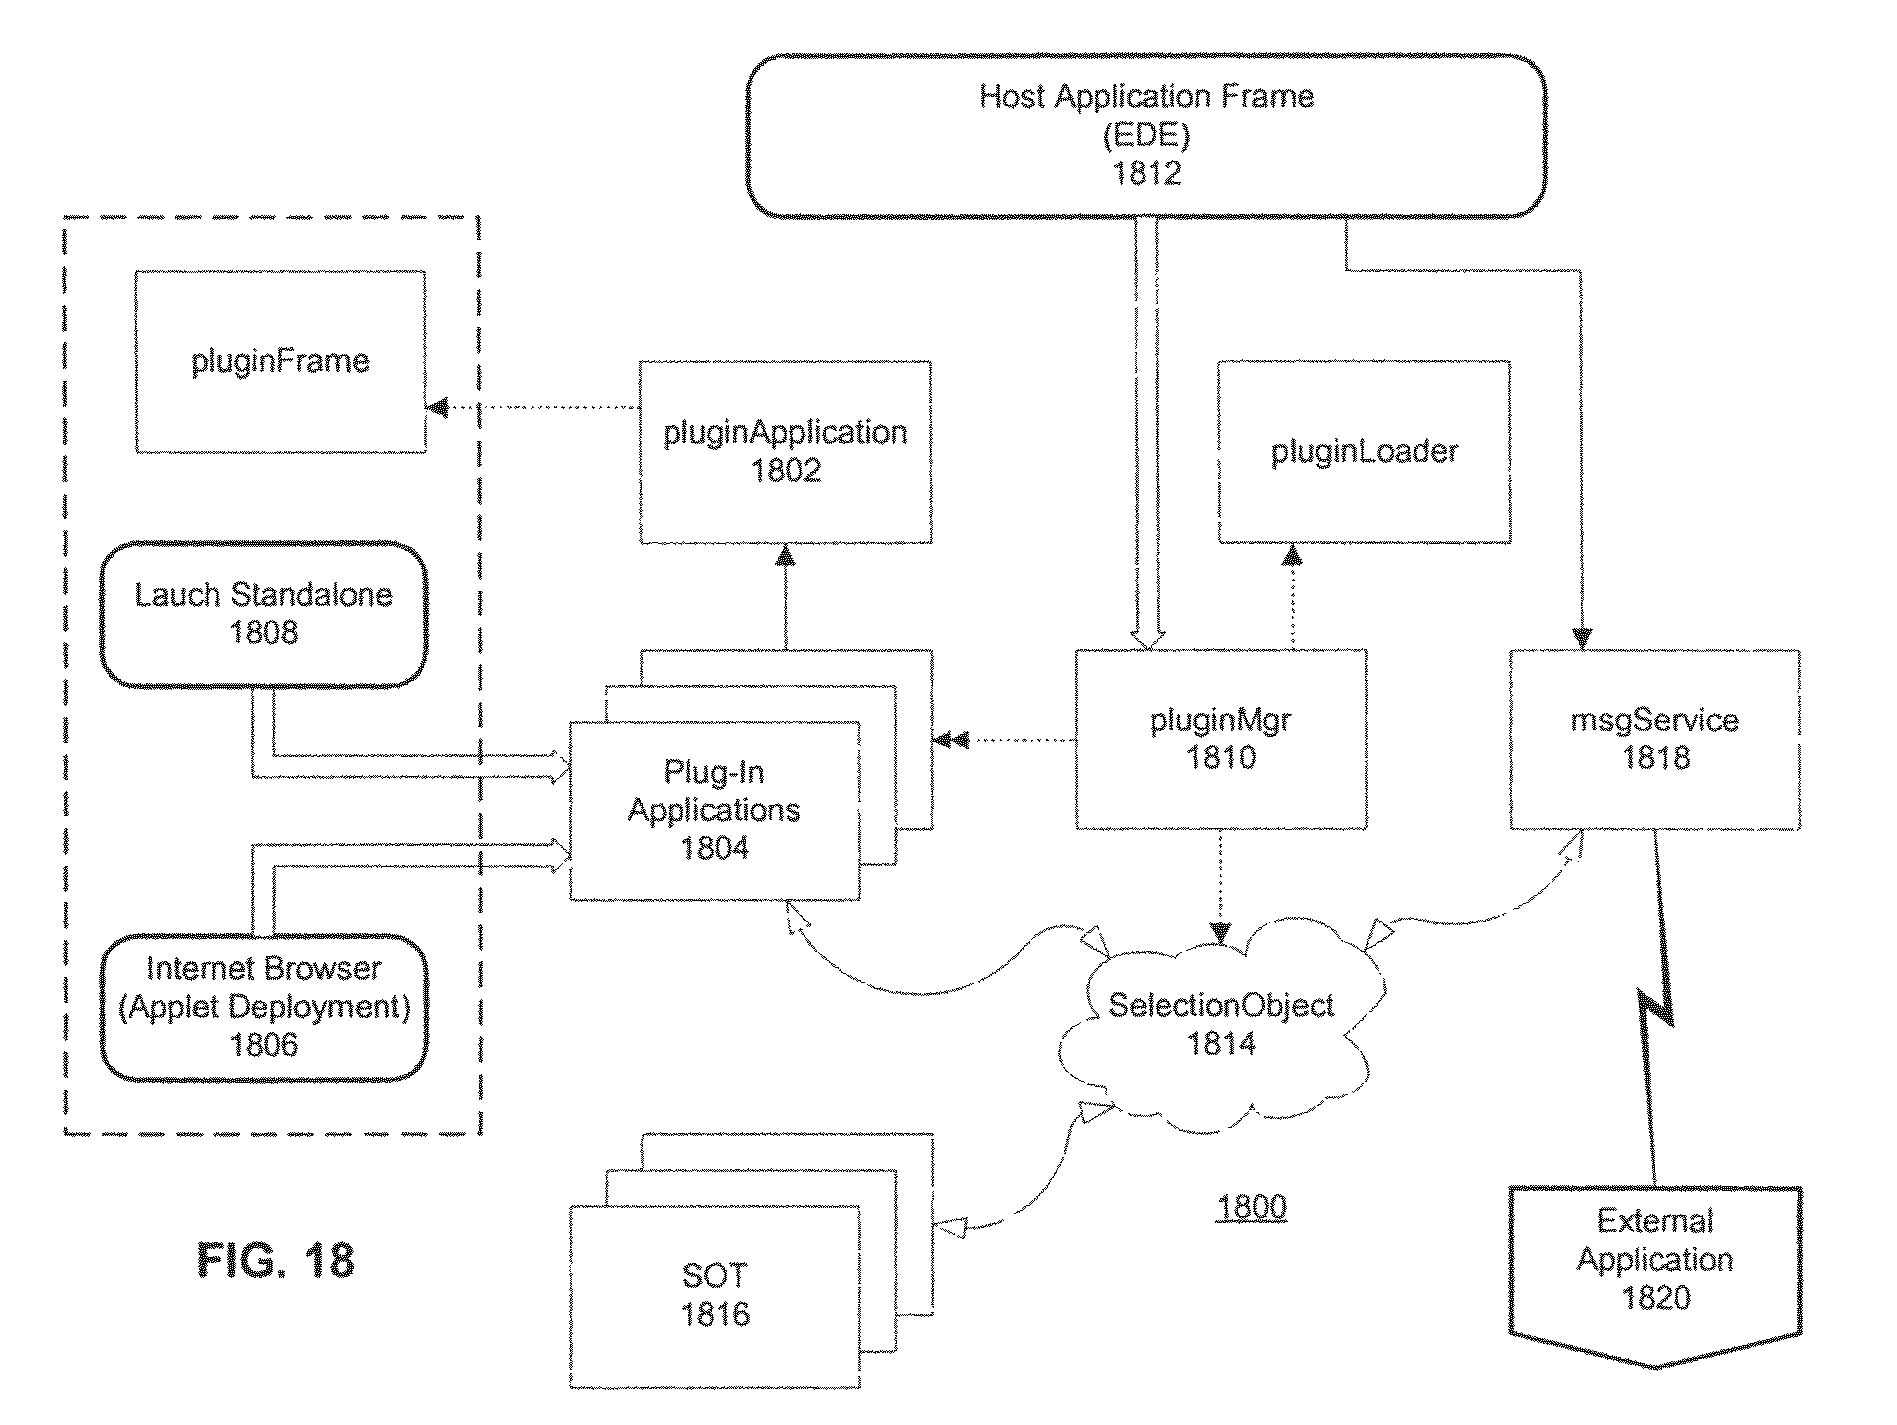 Host Application Frame
(EDE)
1812
pluginFrame
pluginApplication
1802
pluginLoader
Lauch Standalone
1808
Plug-In
Applications
1804
pluginMgr
1810
msgService
1818
Internet Browser
(Applet Deployment)
1806
SelectionObject
1814
SOT
1816
1800
External
Application
1820
FIG. 18